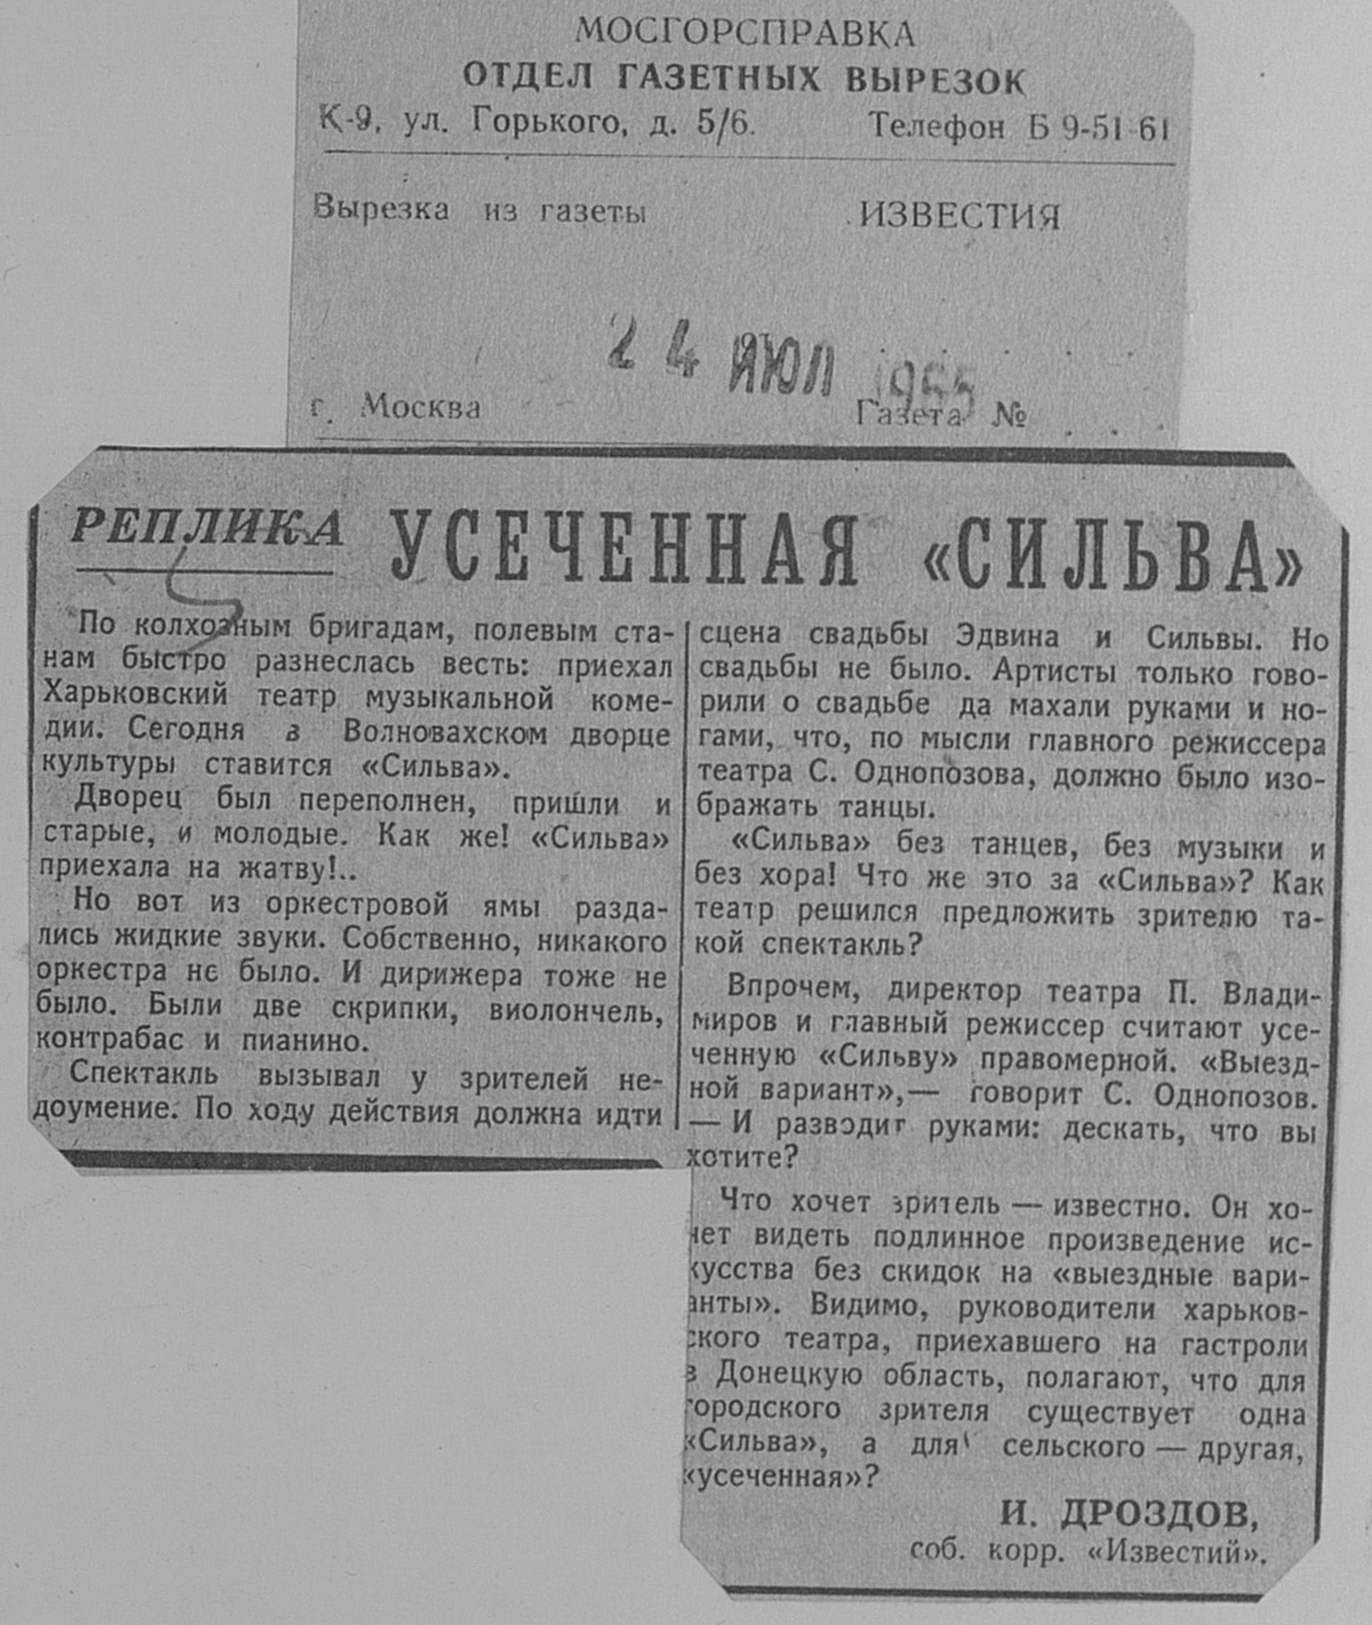 МОСГОРСПРАВКА
ОТДЕЛ ГАЗЕТНЫХ ВЫРЕЗОК
К-9, ул. Горького, д. 5/6. Телефон Б 9-51-61
Вырезка из газеты ИЗВЕСТИЯ
24 ИЮЛ 1955
г. Москва Газета №
РЕПЛИКА УСЕЧЕННАЯ «СИЛЬВА»
По колхозным бригадам, полевым ста-
нам быстро разнеслась весть: приехал
Харьковский театр музыкальной коме-
дии. Сегодня в Волновахском дворце
культуры ставится «Сильва».
Дворец был переполнен, пришли и
старые, и молодые. Как же! «Сильва»
приехала на жатву!..
Но вот из оркестровой ямы разда-
лись жидкие звуки. Собственно, никакого
оркестра не было. И дирижера тоже не
было. Были две скрипки, виолончель,
контрабас и пианино.
Спектакль вызывал у зрителей не-
доумение. По ходу действия должна идти
сцена свадьбы Эдвина и Сильвы. Но
свадьбы не было. Артисты только гово-
рили о свадьбе да махали руками и но-
гами, что, по мысли главного режиссера
театра С. Однопозова, должно было изо-
бражать танцы.
«Сильва» без танцев, без музыки и
без хора! Что же это за «Сильва»? Как
театр решился предложить зрителю та-
кой спектакль?
Впрочем, директор театра П. Влади-
миров и главный режиссер считают усе-
ченную «Сильву» правомерной. «Выезд-
ной вариант»,— говорит С. Однопозов.
— И разводит руками: дескать, что вы
хотите?
Что хочет зритель — известно. Он хо-
чет видеть подлинное произведение ис-
кусства без скидок на «выездные вари-
анты». Видимо, руководители харьков-
ского театра, приехавшего на гастроли
в Донецкую область, полагают, что для
городского зрителя существует одна
«Сильва», а для сельского — другая,
«усеченная»?
И. ДРОЗДОВ,
соб. корр. «Известий».